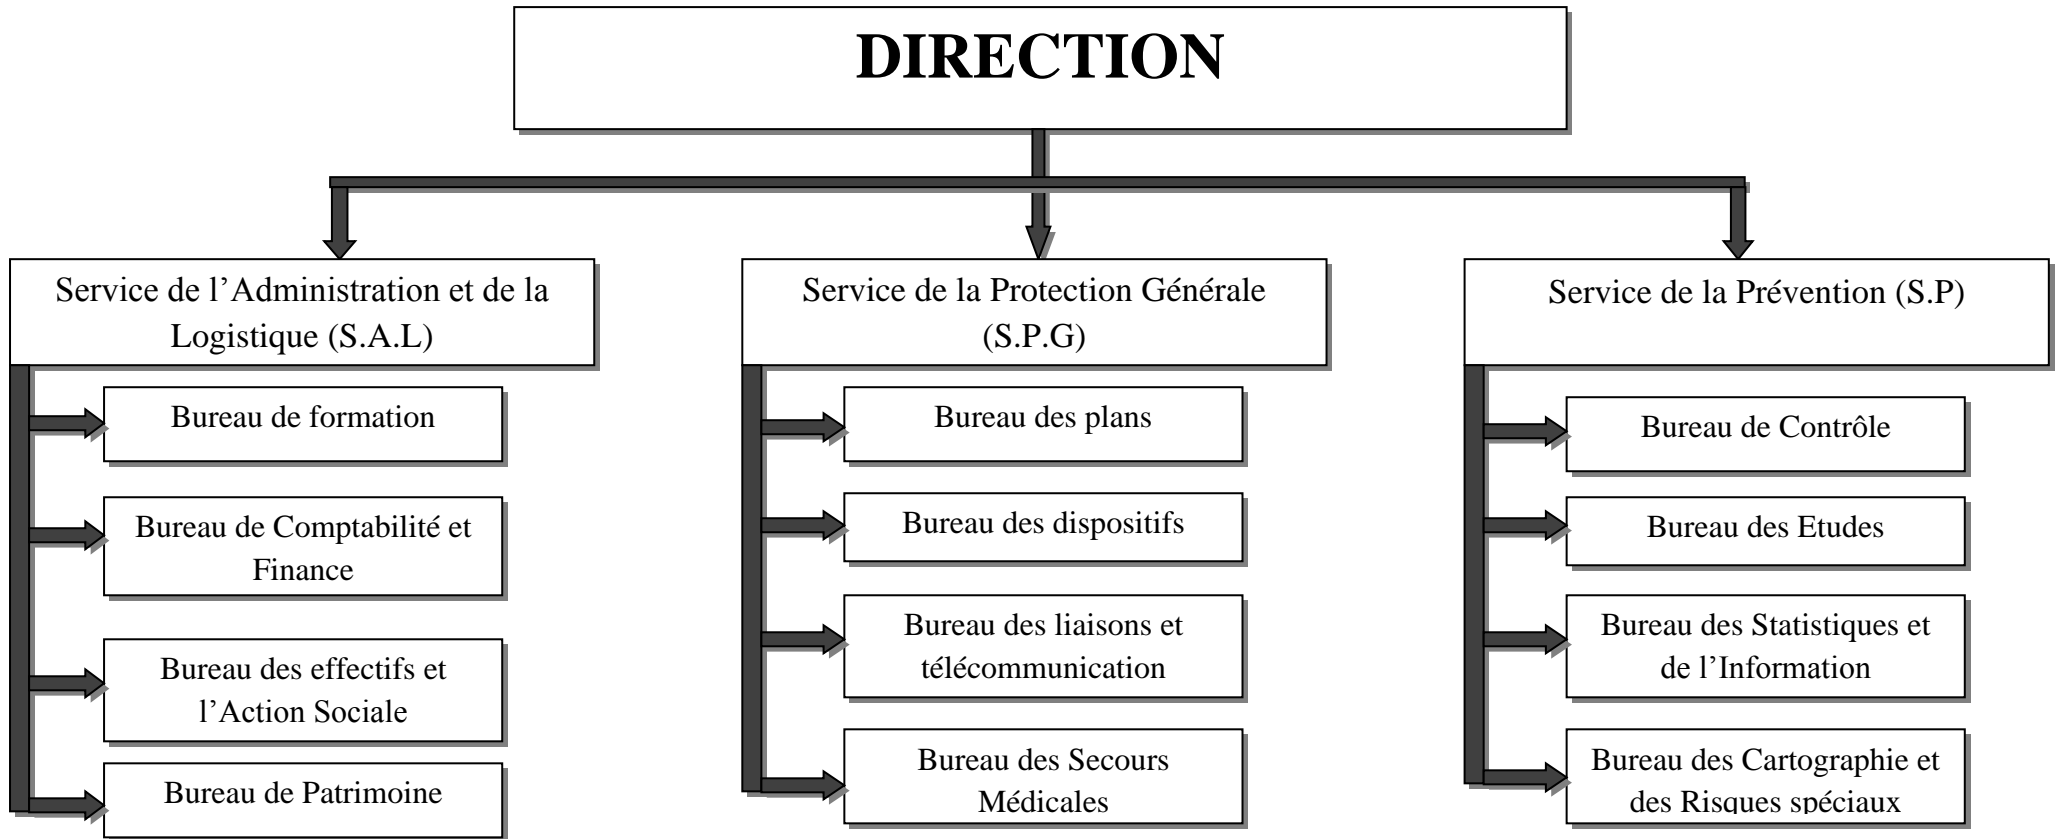 DIRECTION
Service de l’Administration et de la
Logistique (S.A.L)
Bureau de formation
Bureau de Comptabilité et
Finance
Bureau des effectifs et
l’Action Sociale
Bureau de Patrimoine
Service de la Protection Générale
(S.P.G)
Bureau des plans
Bureau des dispositifs
Bureau des liaisons et
télécommunication
Bureau des Secours
Médicales
Service de la Prévention (S.P)
Bureau de Contrôle
Bureau des Etudes
Bureau des Statistiques et
de l’Information
Bureau des Cartographie et
des Risques spéciaux